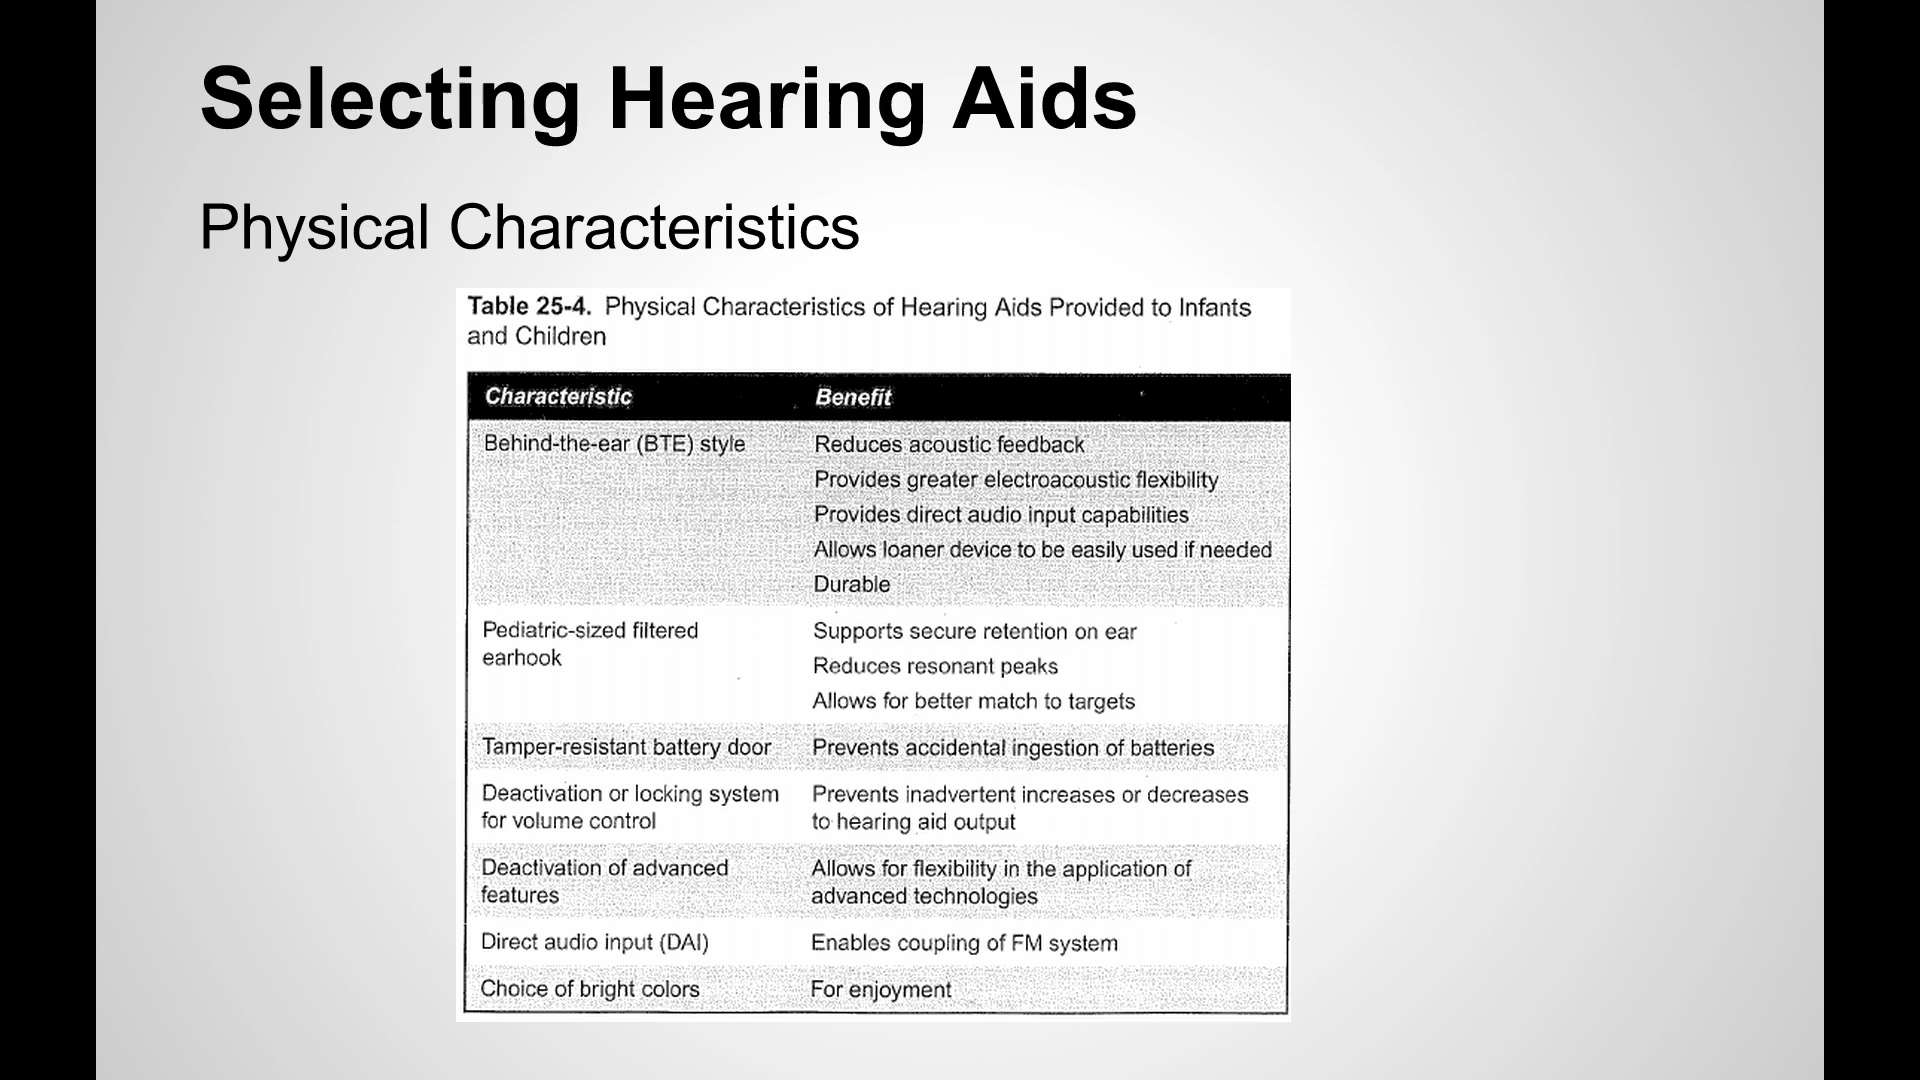 Selecting Hearing Aids
Physical Characteristics
Table 25-4. Physical Characteristics of Hearing Aids Provided to Infants
and Children
Characteristic Benefit
Behind-the-ear (BTE) style Reduces acoustic feedback
Provides greater electroacoustic flexibility
Provides direct audio input capabilities
Allows loaner device to be easily used if needed
Durable
Pediatric-sized filtered Supports secure retention on ear
earhook Reduces resonant peaks
Allows for better match to targets
Tamper-resistant battery door Prevents accidental ingestion of batteries
Deactivation or locking system Prevents inadvertent increases or decreases
for volume control to hearing aid output
Deactivation of advanced Allows for flexibility in the application of
features advanced technologies
Direct audio input (DAI) Enables coupling of FM system
Choice of bright colors For enjoyment